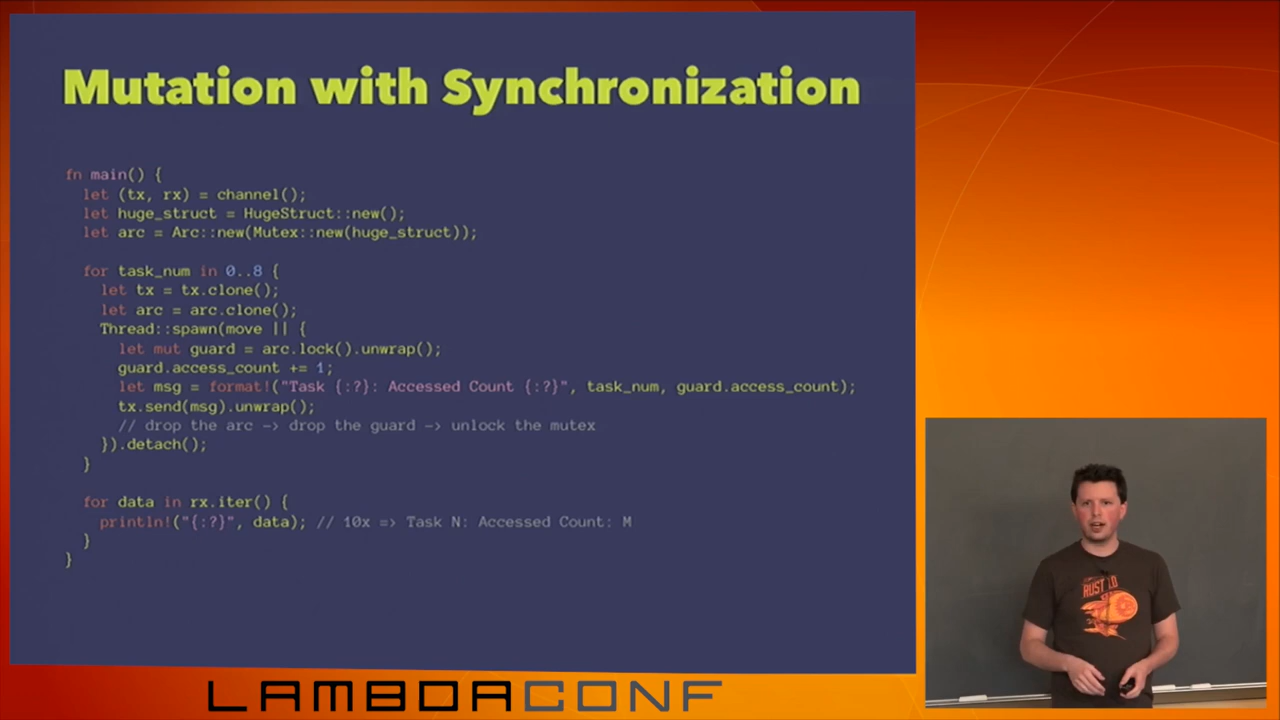 Mutation with Synchronization
fn main() {
let (tx, rx) = channel();
let huge_struct = HugeStruct::new();
let arc = Arc::new(Mutex::new(huge_struct));
for task_num in 0..8 {
let tx = tx.clone();
let arc = arc.clone();
Thread::spawn(move || {
let mut guard = arc.lock().unwrap();
guard.access_count += 1;
let msg = format!("Task {:?}: Accessed Count {:?}", task_num, guard.access_count);
tx.send(msg).unwrap();
// drop the arc -> drop the guard -> unlock the mutex
}).detach();
}
for data in rx.iter() {
println!("{:?}", data); // 10x => Task N: Accessed Count: M
}
}
RUST 1.0
LAMBDACONF